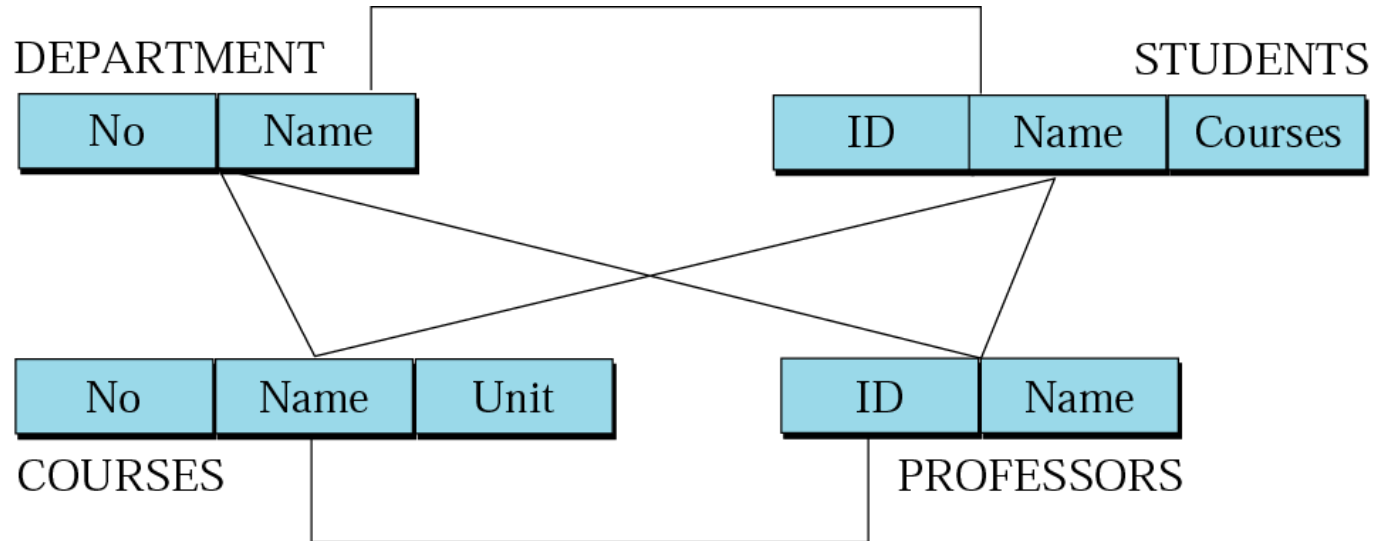 DEPARTMENT
No Name
STUDENTS
ID Name Courses
No Name Unit
COURSES
ID Name
PROFESSORS